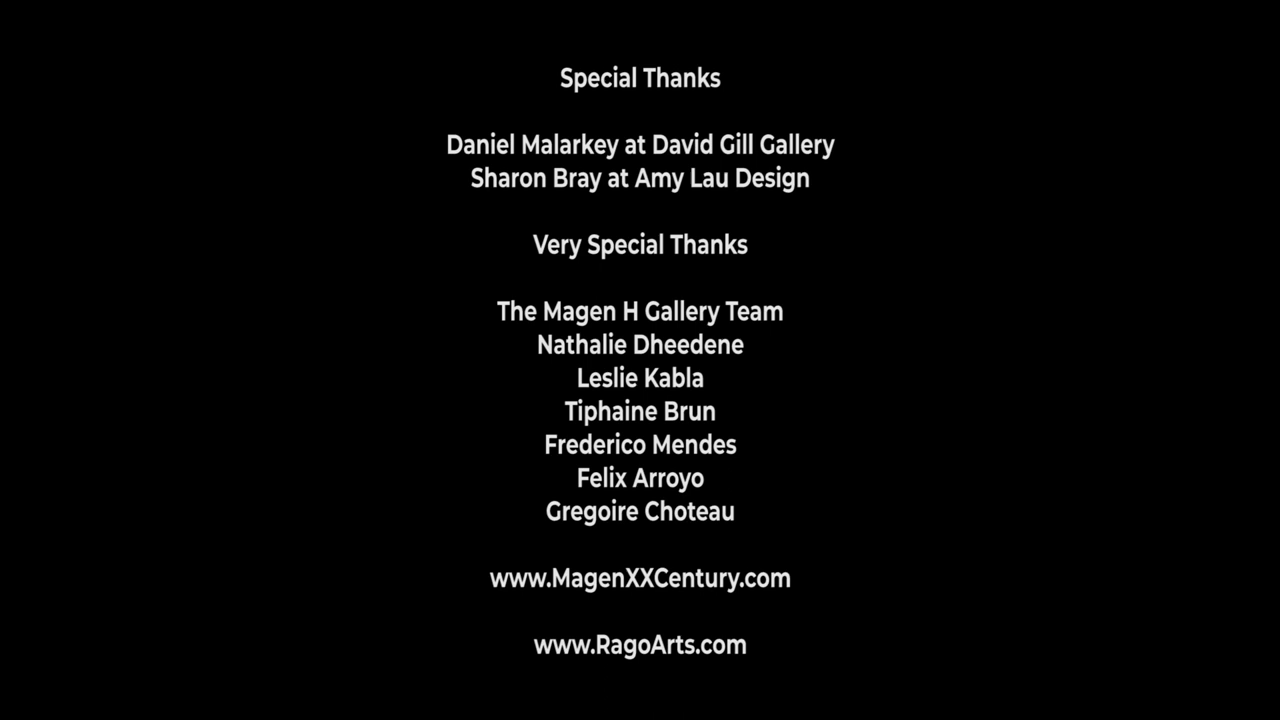 Special Thanks
Daniel Malarkey at David Gill Gallery
Sharon Bray at Amy Lau Design
Very Special Thanks
The Magen H Gallery Team
Nathalie Dheedene
Leslie Kabla
Tiphaine Brun
Frederico Mendes
Felix Arroyo
Gregoire Choteau
www.MagenXXCentury.com
www.RagoArts.com